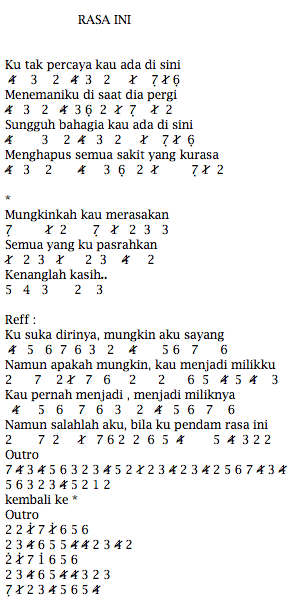 RASA INI
Ku tak percaya kau ada di sini
4̸ 3 2 4̸ 3 2 1̸ 7̣ 1̸ 6̣
Menemaniku di saat dia pergi
4̸ 3 2 4̸ 3 6̣ 2 1̸ 7̣ 1̸ 2
Sungguh bahagia kau ada di sini
4̸ 3 2 4̸ 3 2 1̸ 7̣ 1̸ 6̣
Menghapus semua sakit yang kurasa
4̸ 3 2 4̸ 3 6̣ 2 1̸ 7̣ 1̸ 2
*
Mungkinkah kau merasakan
7̣ 1̸ 2 7̣ 1̸ 2 3 3
Semua yang ku pasrahkan
1̸ 2 3 1̸ 2 3 4̸ 2
Kenanglah kasih..
5 4 3 2 3
Reff :
Ku suka dirinya, mungkin aku sayang
4̸ 5 6 7 6 3 2 4̸ 5 6 7 6
Namun apakah mungkin, kau menjadi milikku
2 7 2 1̸ 7 6 2 2 6 5 4̸ 5 4̸ 3
Kau pernah menjadi , menjadi miliknya
4̸ 5 6 7 6 3 2 4̸ 5 6 7 6
Namun salahlah aku, bila ku pendam rasa ini
2 7 2 1̸ 7 6 2 2 6 5 4̸ 5 4̸ 3 2 2
Outro
7 4̸ 3 4̸ 5 6 3 2 3 4̸ 5 2 1̸ 2 3 4̸ 2 3 4̸ 2 5 6 7 4̸ 3 4̸
5 6 3 2 3 4̸ 5 2 1 2
kembali ke *
Outro
2 2 1̸̇ 7 1̸̇ 6 5 6
2 3 4̸ 6 5 5 4̸ 4̸ 2 3 4̸ 2
2̇ 1̸̇ 7 1̇ 6 5 6
2 3 4̸ 6 5 4̸ 4̸ 3 2 3
7̣ 1̸ 2 3 4̸ 5 6 5 4̸